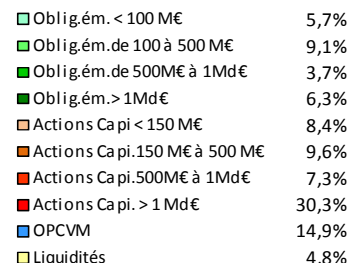 Oblig.ém. < 100 M€ 5,7%
Oblig.ém.de 100 à 500 M€ 9,1%
Oblig.ém.de 500M€ à 1Md€ 3,7%
Oblig.ém.> 1Md€ 6,3%
Actions Capi < 150 M€ 8,4%
Actions Capi.150 M€ à 500 M€ 9,6%
Actions Capi.500M€ à 1Md€ 7,3%
Actions Capi. > 1 Md€ 30,3%
OPCVM 14,9%
Liquidités 4,8%